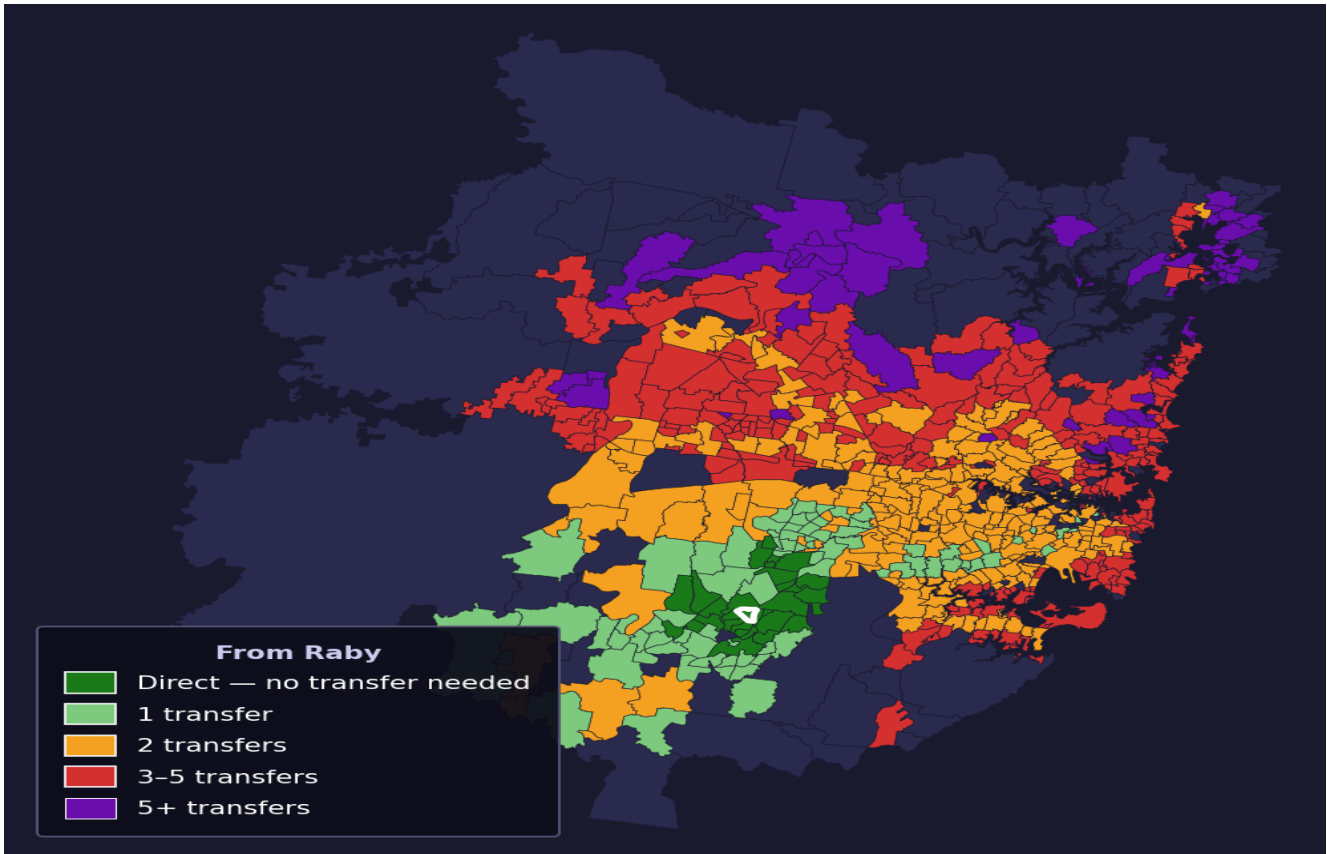 From Raby
Direct — no transfer needed
1 transfer
2 transfers
3–5 transfers
5+ transfers